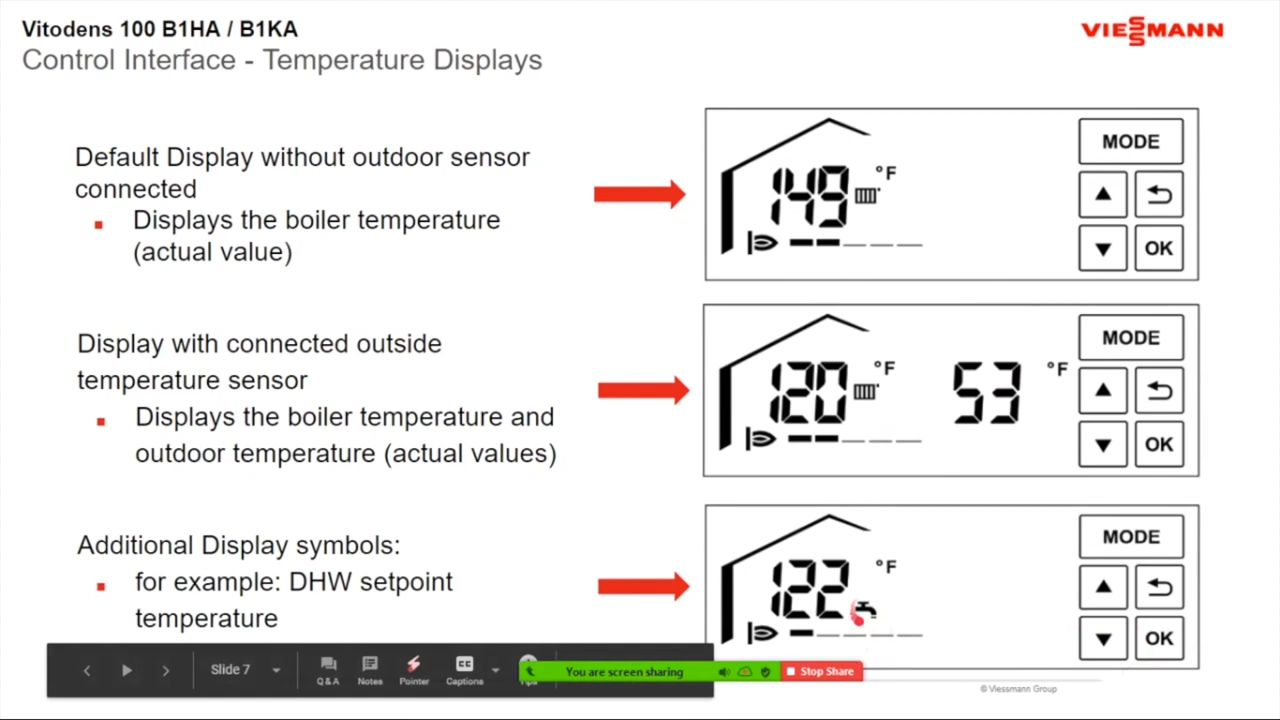 Vitodens 100 B1HA / B1KA
Control Interface - Temperature Displays
VIESSMANN
Default Display without outdoor sensor
connected
Displays the boiler temperature
(actual value)
149 °F
MODE
OK
Display with connected outside
temperature sensor
Displays the boiler temperature and
outdoor temperature (actual values)
120 °F 53 °F
MODE
OK
Additional Display symbols:
for example: DHW setpoint
temperature
122 °F
MODE
OK
Slide 7
Q&A
Notes
Pointer
CC
Captions
You are screen sharing
Stop Share
© Viessmann Group